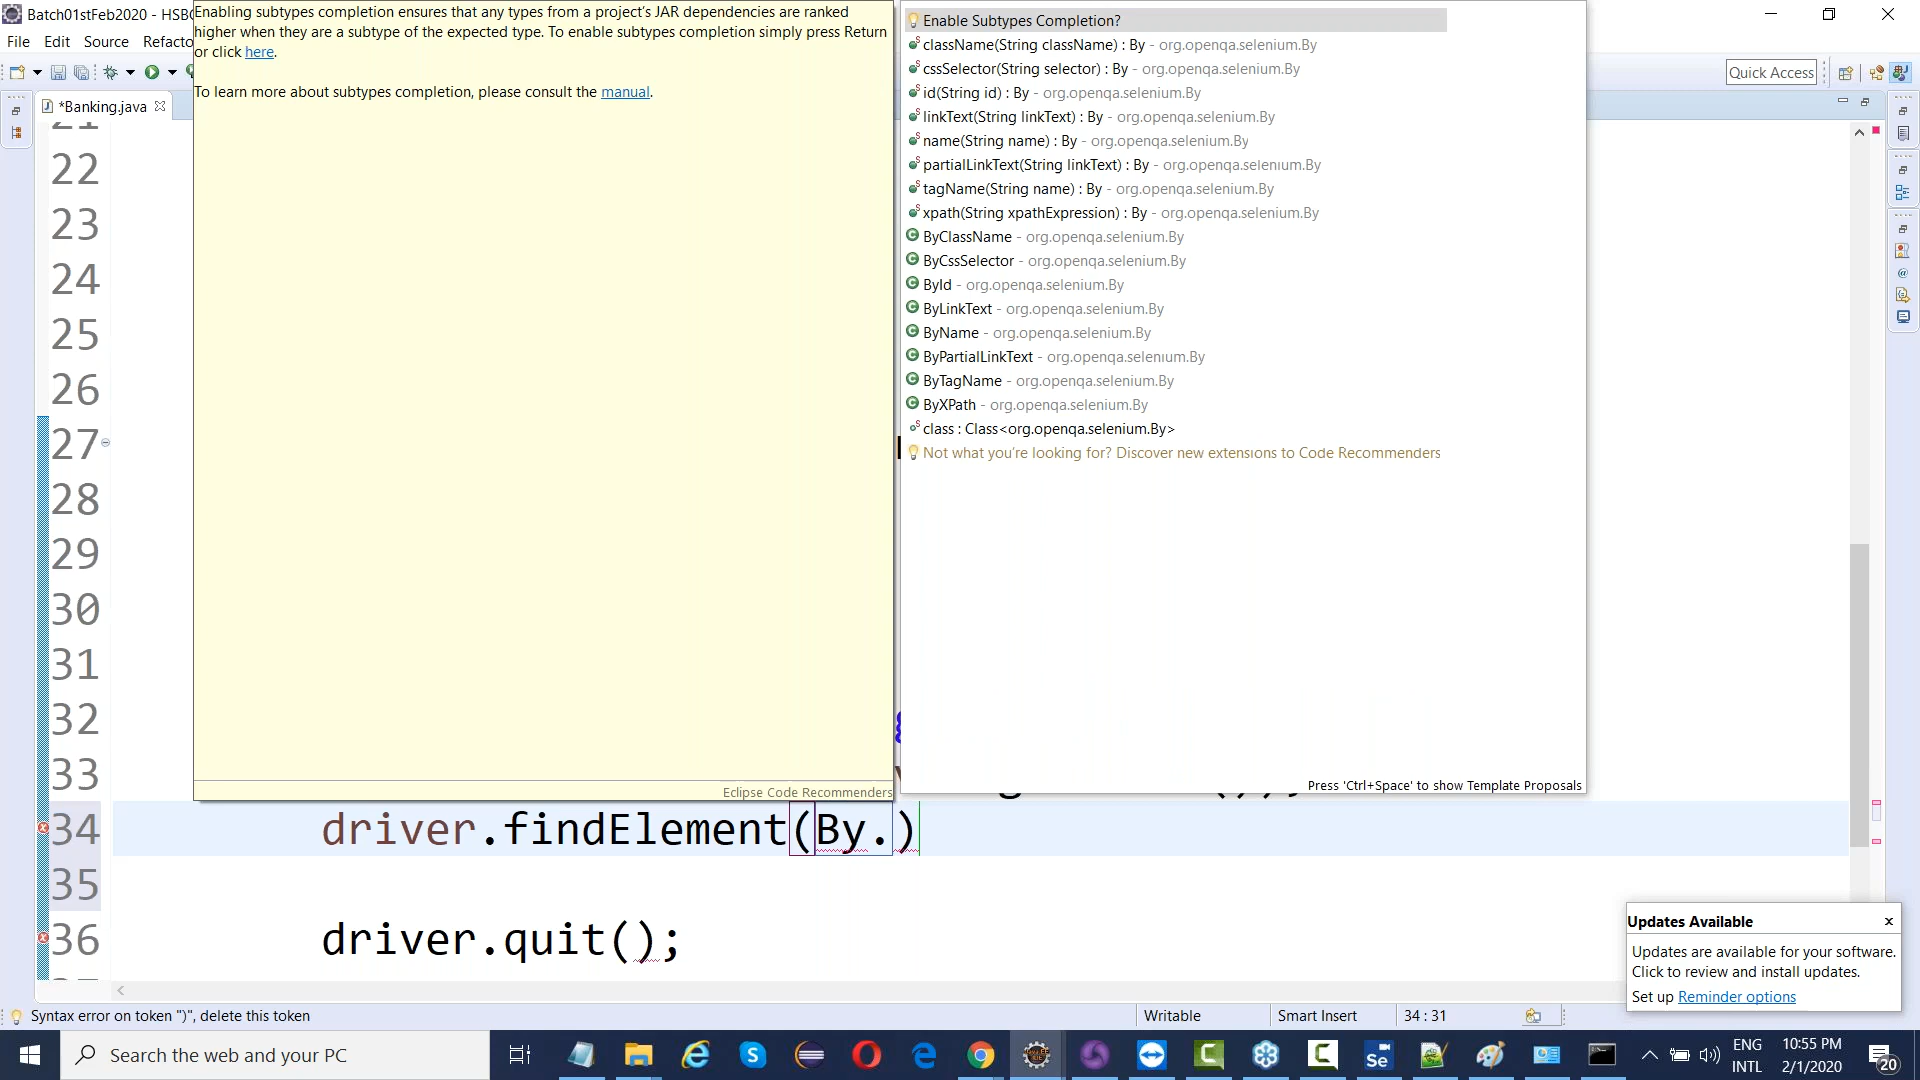 Batch01stFeb2020 - HSBC
File Edit Source Refacto
Quick Access
*Banking.java
Enabling subtypes completion ensures that any types from a project's JAR dependencies are ranked
higher when they are a subtype of the expected type. To enable subtypes completion simply press Return
or click here.
To learn more about subtypes completion, please consult the manual.
Eclipse Code Recommenders
Enable Subtypes Completion?
className(String className) : By - org.openqa.selenium.By
cssSelector(String selector) : By - org.openqa.selenium.By
id(String id) : By - org.openqa.selenium.By
linkText(String linkText) : By - org.openqa.selenium.By
name(String name) : By - org.openqa.selenium.By
partialLinkText(String linkText) : By - org.openqa.selenium.By
tagName(String name) : By - org.openqa.selenium.By
xpath(String xpathExpression) : By - org.openqa.selenium.By
ByClassName - org.openqa.selenium.By
ByCssSelector - org.openqa.selenium.By
ById - org.openqa.selenium.By
ByLinkText - org.openqa.selenium.By
ByName - org.openqa.selenium.By
ByPartialLinkText - org.openqa.selenium.By
ByTagName - org.openqa.selenium.By
ByXPath - org.openqa.selenium.By
class : Class<org.openqa.selenium.By>
Not what you're looking for? Discover new extensions to Code Recommenders
Press 'Ctrl+Space' to show Template Proposals
21
22
23
24
25
26
27
28
29
30
31
32
33
34 driver.findElement(By.)
35
36 driver.quit();
Updates Available x
Updates are available for your software.
Click to review and install updates.
Set up Reminder options
Syntax error on token ")", delete this token
Writable
Smart Insert
34 : 31
Search the web and your PC
ENG
INTL
10:55 PM
2/1/2020
20